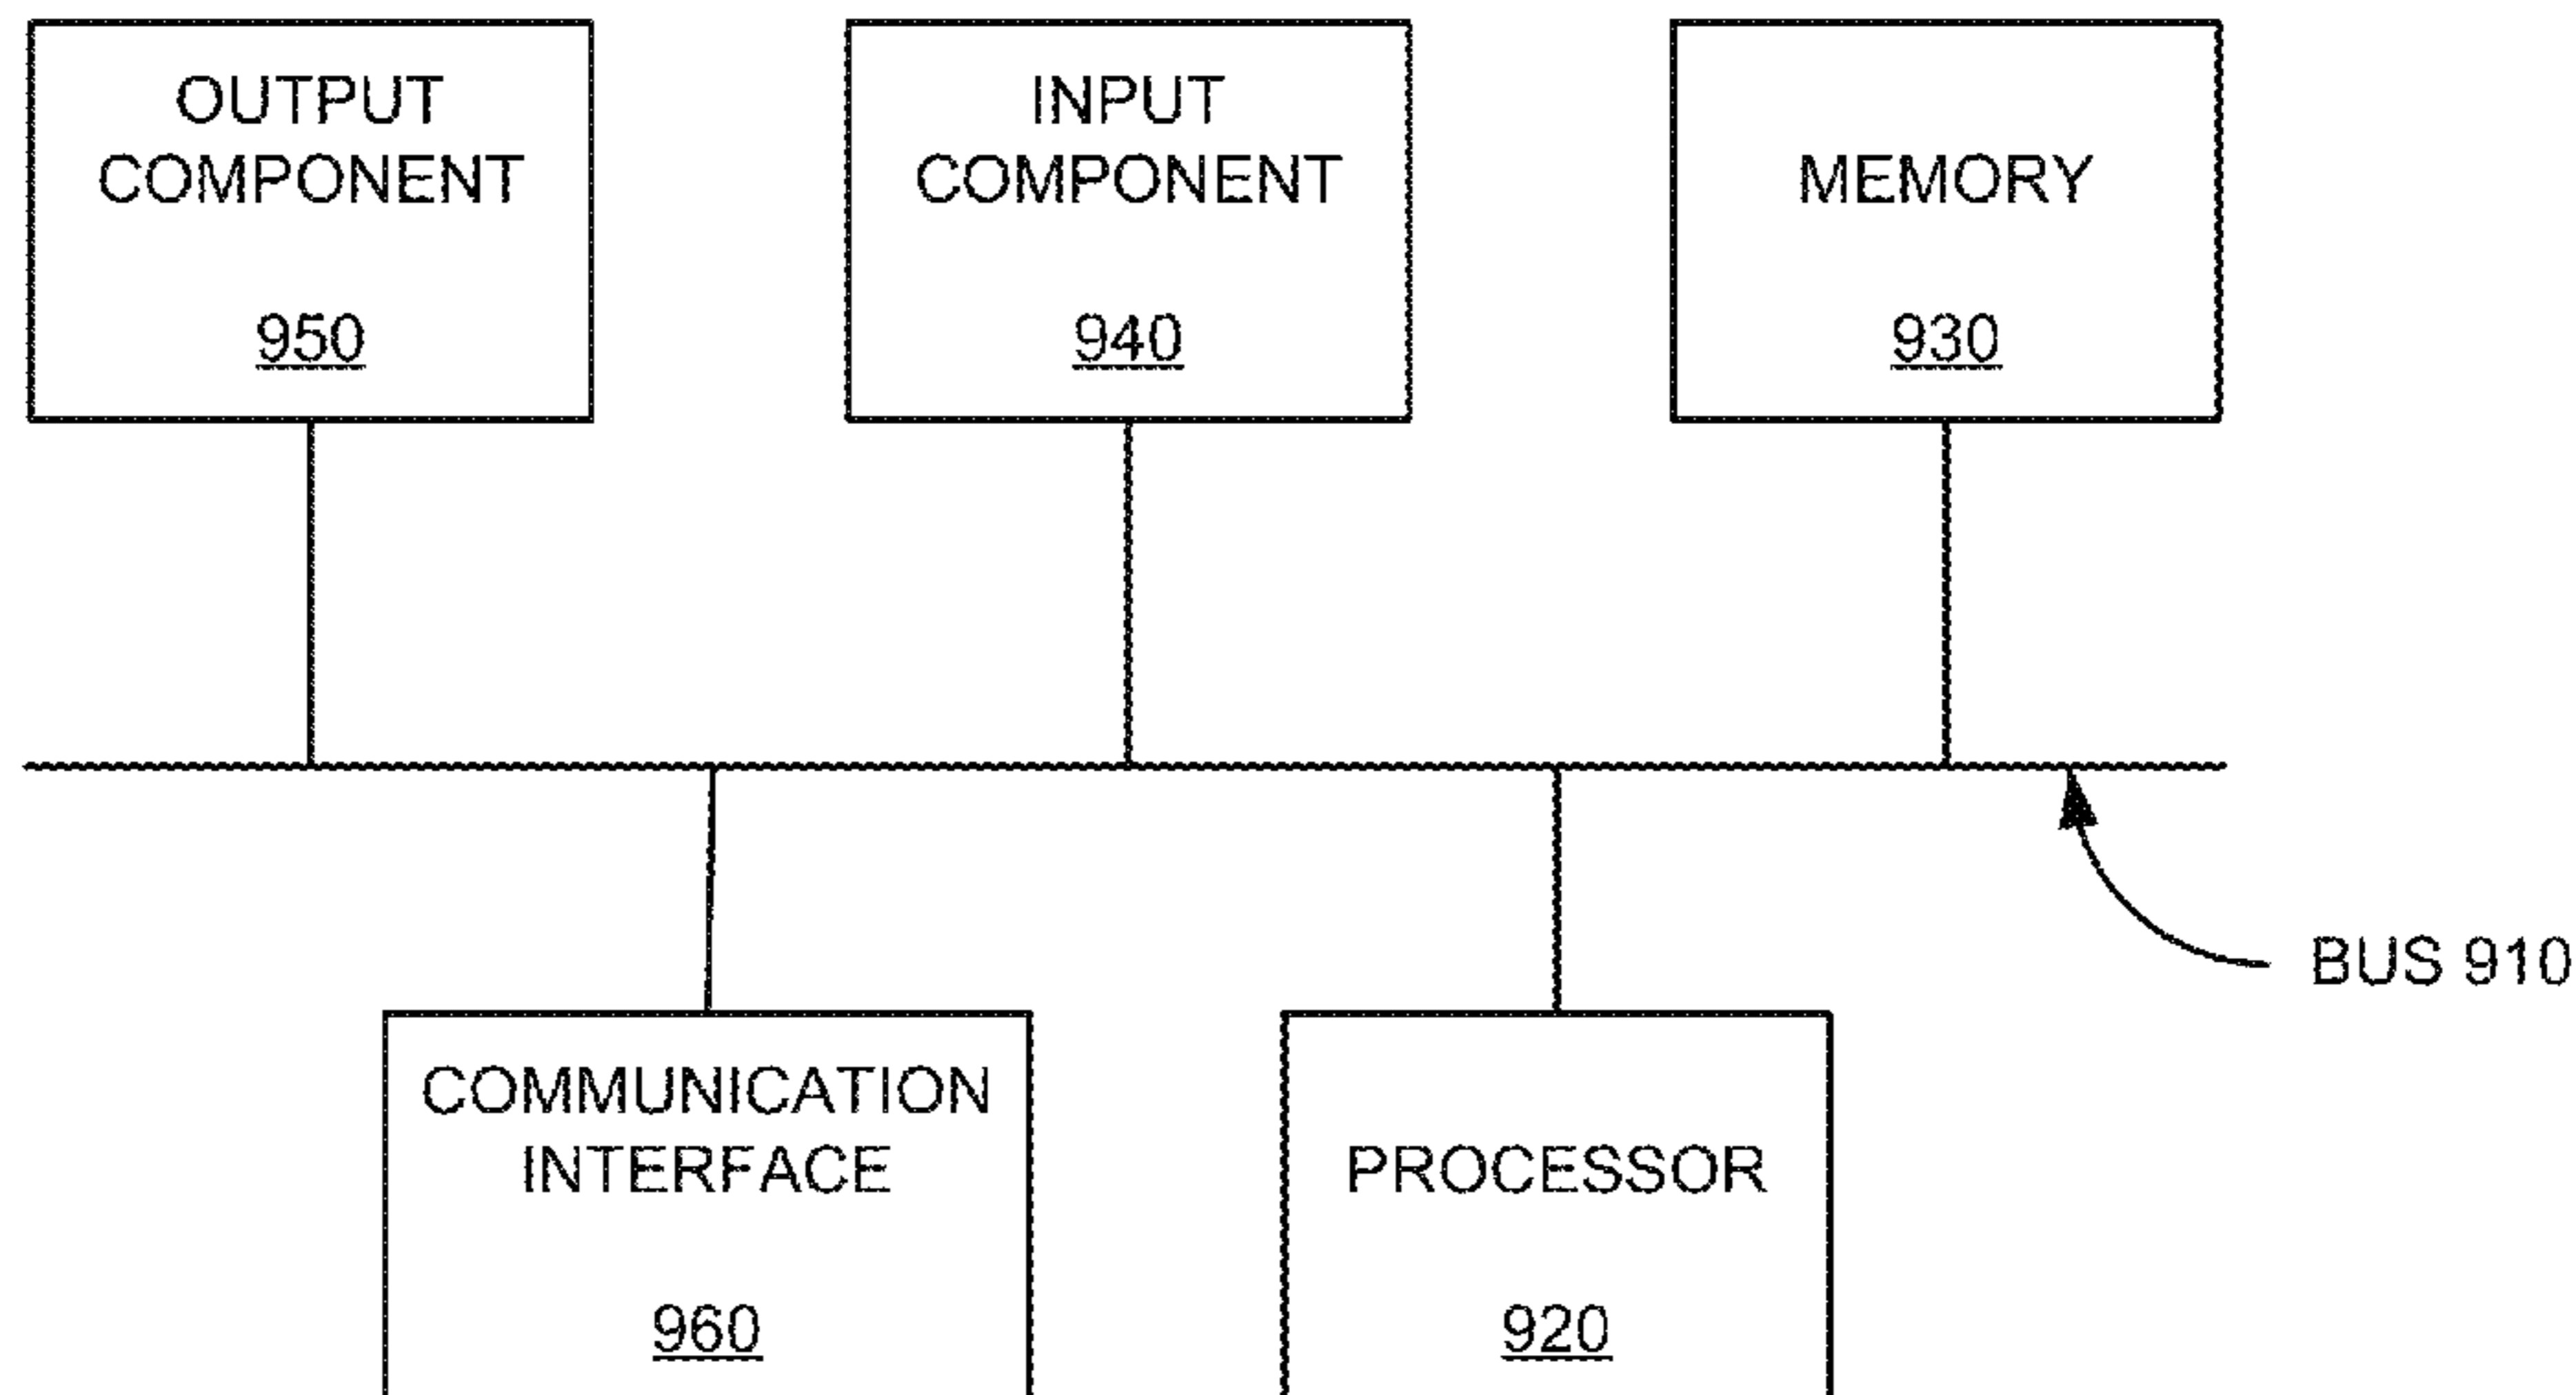 OUTPUT
COMPONENT
950
INPUT
COMPONENT
940
MEMORY
930
BUS 910
COMMUNICATION
INTERFACE
960
PROCESSOR
920